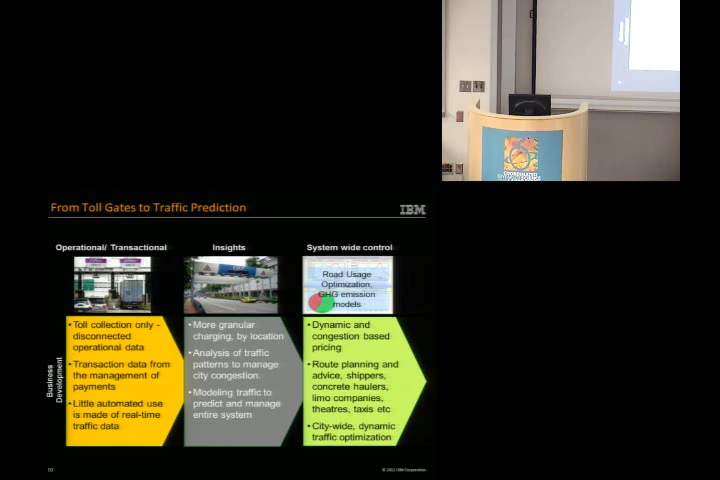 COORDINATED
From Toll Gates to Traffic Prediction
IBM
Operational/ Transactional
Insights
System wide control
Road Usage
Optimization,
GHG emission
models
Business
Development
•Toll collection only -
disconnected
operational data
•Transaction data from
the management of
payments
•Little automated use
is made of real-time
traffic data
•More granular
charging, by location
•Analysis of traffic
patterns to manage
city congestion.
•Modeling traffic to
predict and manage
entire system
•Dynamic and
congestion based
pricing
•Route planning and
advice, shippers,
concrete haulers,
limo companies,
theatres, taxis etc
•City-wide, dynamic
traffic optimization
© 2012 IBM Corporation